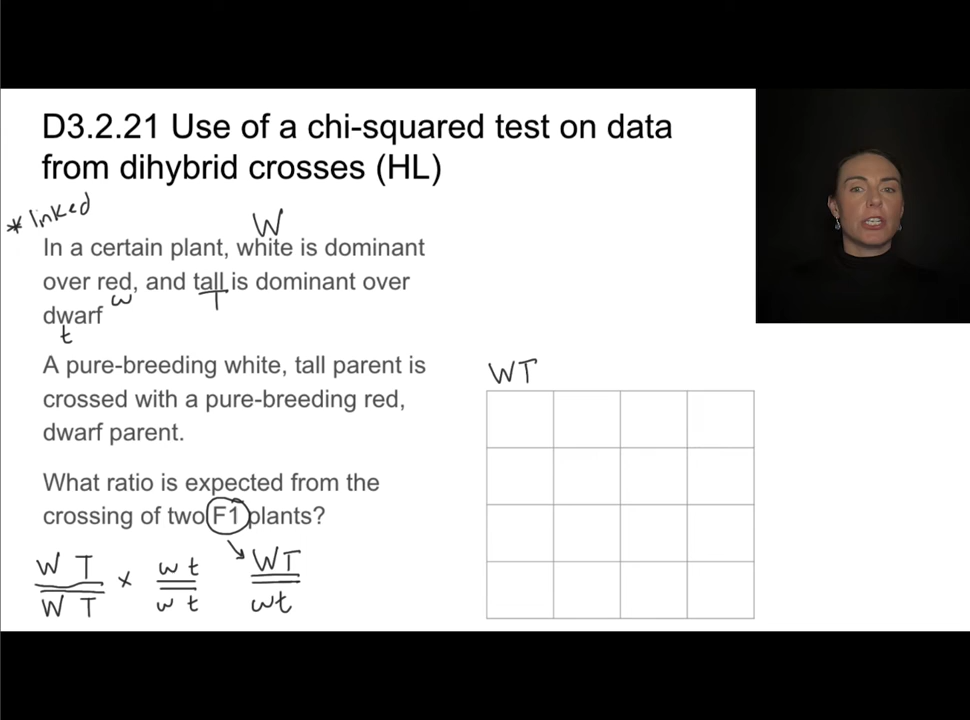 D3.2.21 Use of a chi-squared test on data
from dihybrid crosses (HL)
*linked
W
In a certain plant, white is dominant
over red, and tall is dominant over
w T
dwarf
t
A pure-breeding white, tall parent is
crossed with a pure-breeding red,
dwarf parent.
WT
What ratio is expected from the
crossing of two F1 plants?
W T × w t WT
W T w t wt